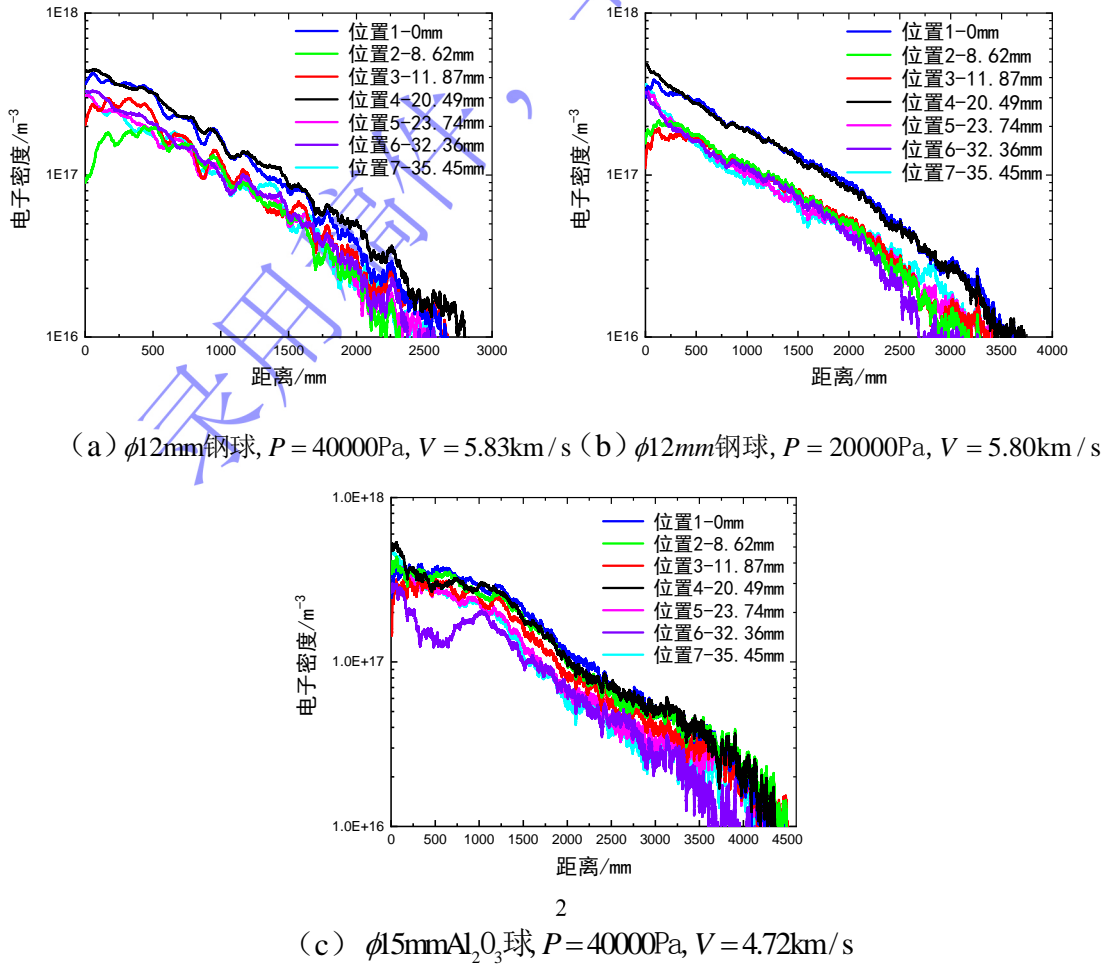 1E18
1E17
1E16
电子密度/m⁻³
位置1-0mm
位置2-8.62mm
位置3-11.87mm
位置4-20.49mm
位置5-23.74mm
位置6-32.36mm
位置7-35.45mm
0 500 1000 1500 2000 2500 3000
距离/mm
1E18
1E17
1E16
电子密度/m⁻³
位置1-0mm
位置2-8.62mm
位置3-11.87mm
位置4-20.49mm
位置5-23.74mm
位置6-32.36mm
位置7-35.45mm
0 500 1000 1500 2000 2500 3000 3500 4000
距离/mm
录用稿件，
(a) ϕ12mm钢球, P = 40000Pa, V = 5.83km/s (b) ϕ12mm钢球, P = 20000Pa, V = 5.80km/s
1.0E+18
1.0E+17
1.0E+16
电子密度/m⁻³
位置1-0mm
位置2-8.62mm
位置3-11.87mm
位置4-20.49mm
位置5-23.74mm
位置6-32.36mm
位置7-35.45mm
0 500 1000 1500 2000 2500 3000 3500 4000 4500
距离/mm
2
(c) ϕ15mmAl₂O₃球, P = 40000Pa, V = 4.72km/s